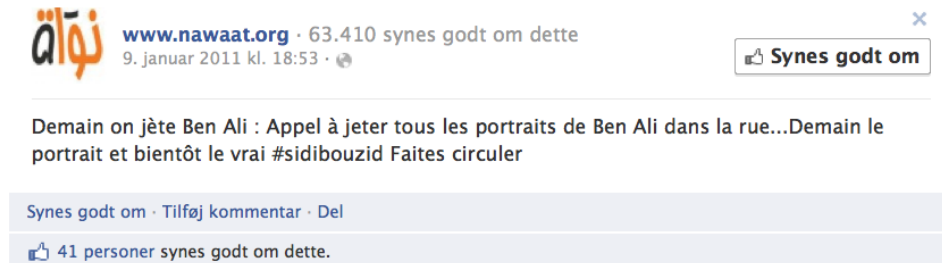 نواة
www.nawaat.org · 63.410 synes godt om dette
9. januar 2011 kl. 18:53 ·
Synes godt om
Demain on jète Ben Ali : Appel à jeter tous les portraits de Ben Ali dans la rue...Demain le
portrait et bientôt le vrai #sidibouzid Faites circuler
Synes godt om · Tilføj kommentar · Del
41 personer synes godt om dette.